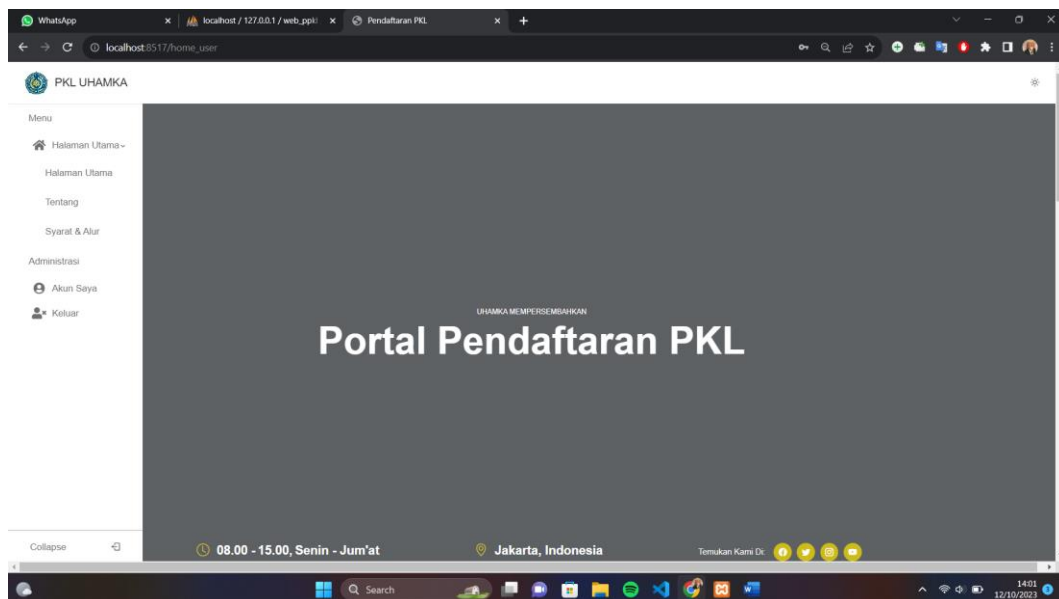 WhatsApp
localhost / 127.0.0.1 / web_ppid
Pendaftaran PKL
localhost:8517/home_user
PKL UHAMKA
Menu
Halaman Utama
Halaman Utama
Tentang
Syarat & Alur
Administrasi
Akun Saya
Keluar
UHAMKA MEMPERSEMBAHKAN
Portal Pendaftaran PKL
Collapse
08.00 - 15.00, Senin - Jum'at
Jakarta, Indonesia
Temukan Kami Di:
Search
14:01
12/10/2023